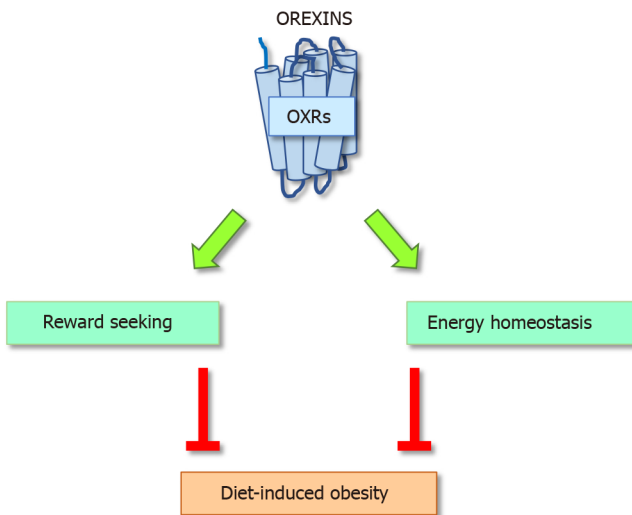 OREXINS
OXRs
Reward seeking
Energy homeostasis
Diet-induced obesity